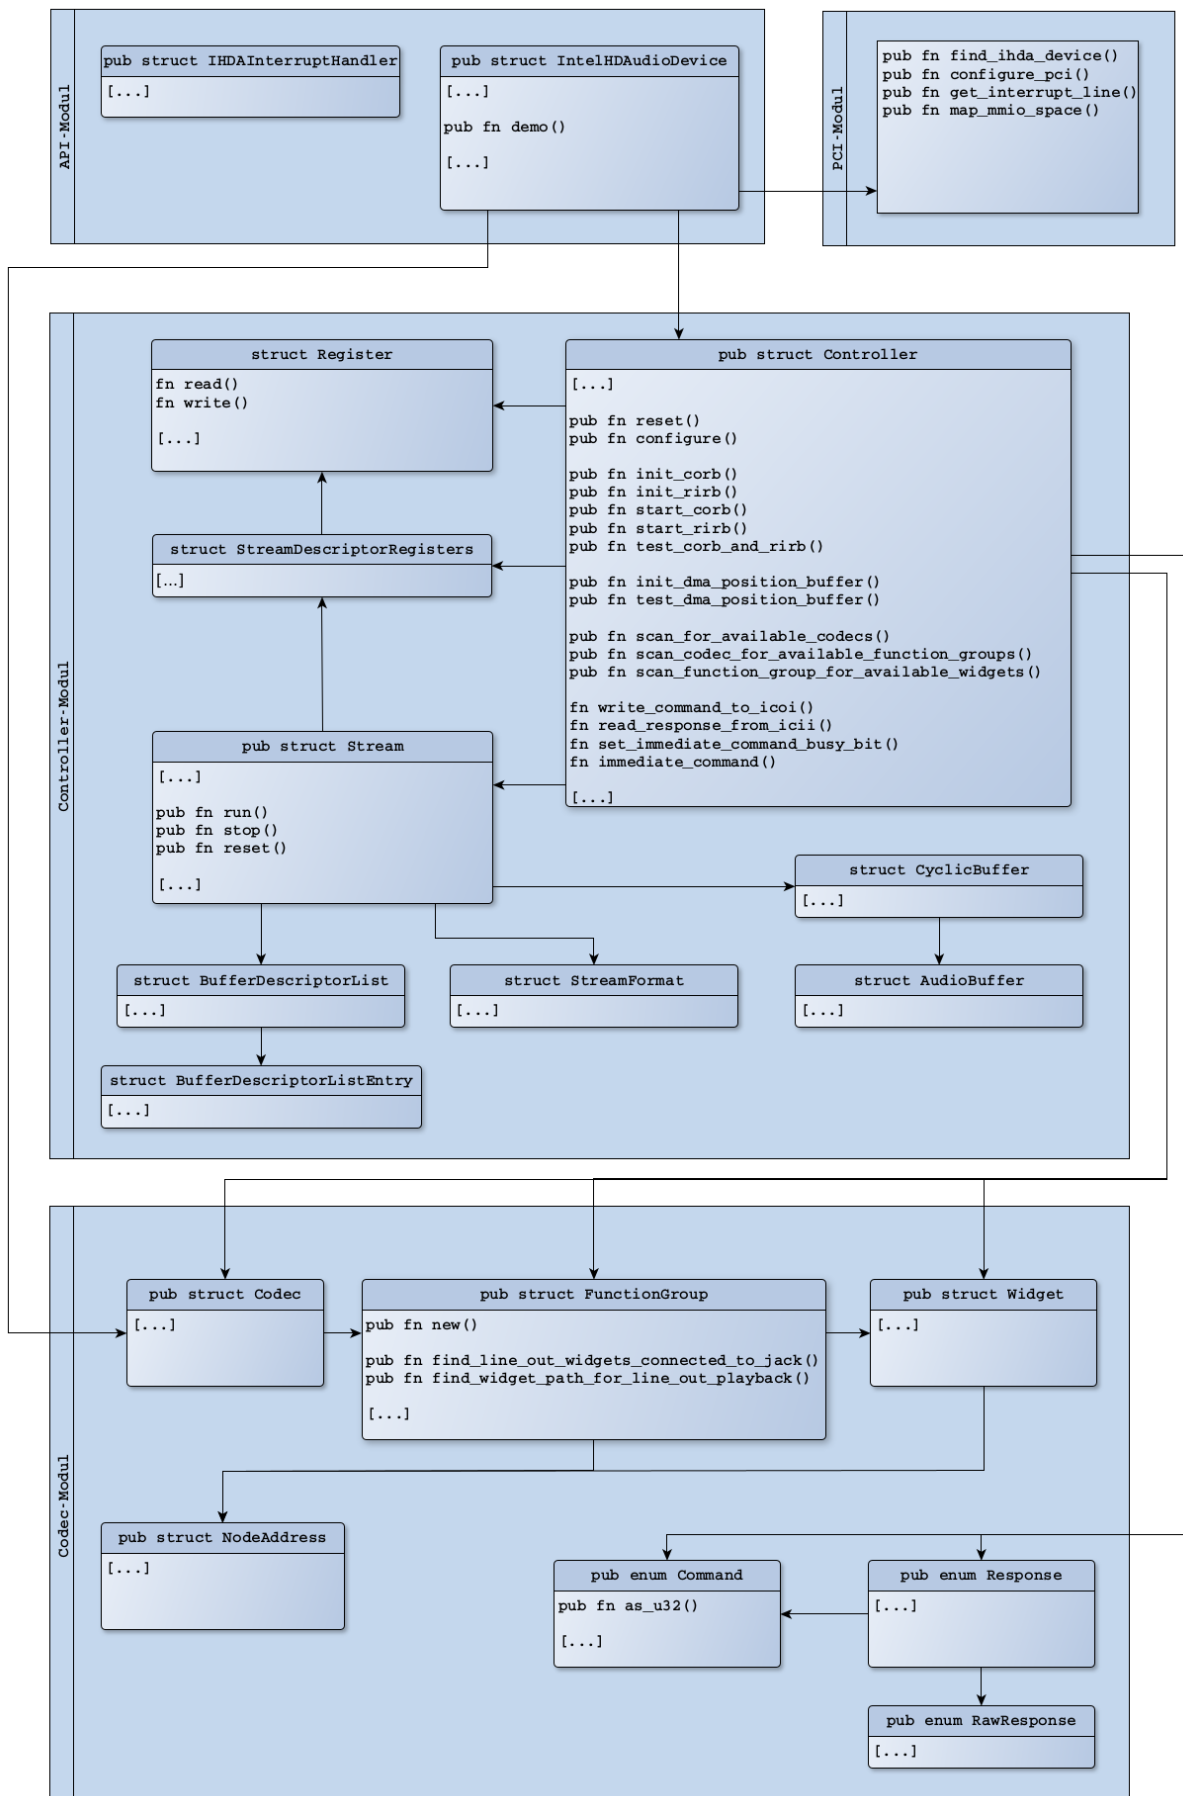 API-Modul
pub struct IHDAInterruptHandler
[...]
pub struct IntelHDAudioDevice
[...]
pub fn demo()
[...]
PCI-Modul
pub fn find_ihda_device()
pub fn configure_pci()
pub fn get_interrupt_line()
pub fn map_mmio_space()
Controller-Modul
struct Register
fn read()
fn write()
[...]
struct StreamDescriptorRegisters
[...]
pub struct Stream
[...]
pub fn run()
pub fn stop()
pub fn reset()
[...]
pub struct Controller
[...]
pub fn reset()
pub fn configure()
pub fn init_corb()
pub fn init_rirb()
pub fn start_corb()
pub fn start_rirb()
pub fn test_corb_and_rirb()
pub fn init_dma_position_buffer()
pub fn test_dma_position_buffer()
pub fn scan_for_available_codecs()
pub fn scan_codec_for_available_function_groups()
pub fn scan_function_group_for_available_widgets()
fn write_command_to_icoi()
fn read_response_from_icii()
fn set_immediate_command_busy_bit()
fn immediate_command()
[...]
struct CyclicBuffer
[...]
struct BufferDescriptorList
[...]
struct StreamFormat
[...]
struct AudioBuffer
[...]
struct BufferDescriptorListEntry
[...]
Codec-Modul
pub struct Codec
[...]
pub struct FunctionGroup
pub fn new()
pub fn find_line_out_widgets_connected_to_jack()
pub fn find_widget_path_for_line_out_playback()
[...]
pub struct Widget
[...]
pub struct NodeAddress
[...]
pub enum Command
pub fn as_u32()
[...]
pub enum Response
[...]
pub enum RawResponse
[...]